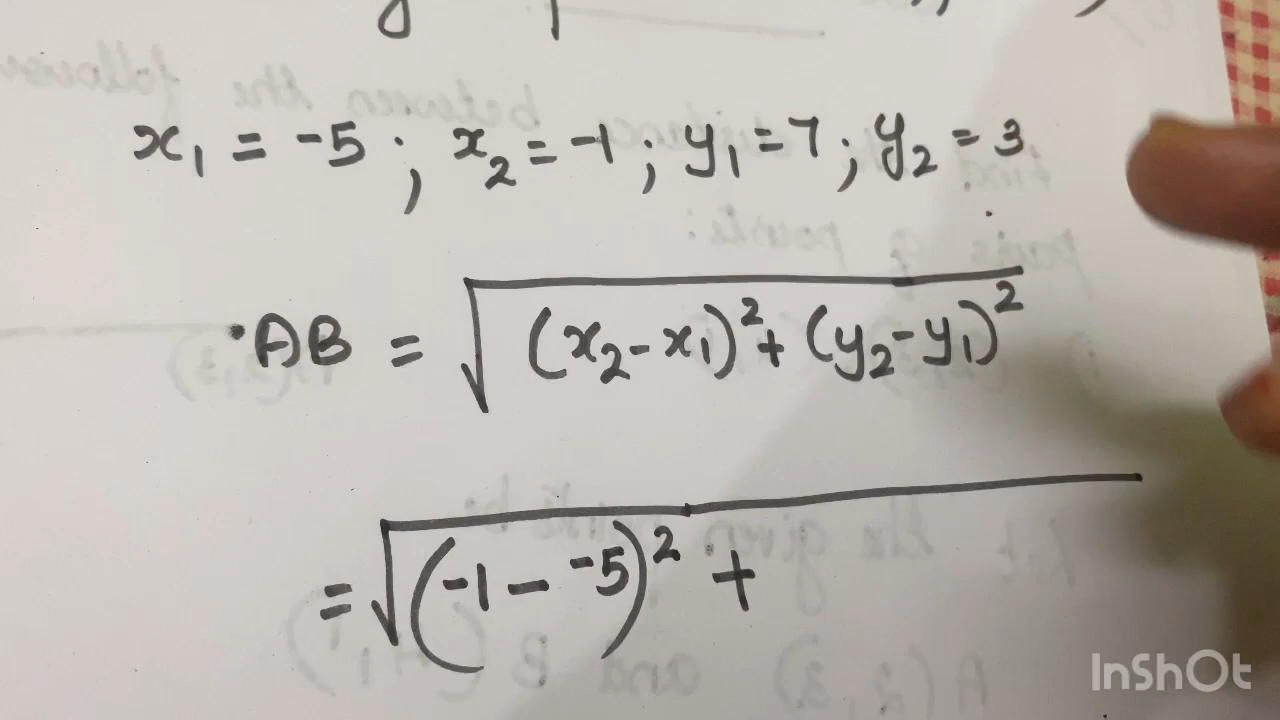 x₁ = -5 ; x₂ = -1 ; y₁ = 7 ; y₂ = 3
AB = √(x₂ - x₁)² + (y₂ - y₁)²
= √(-1 - -5)² +
InShOt